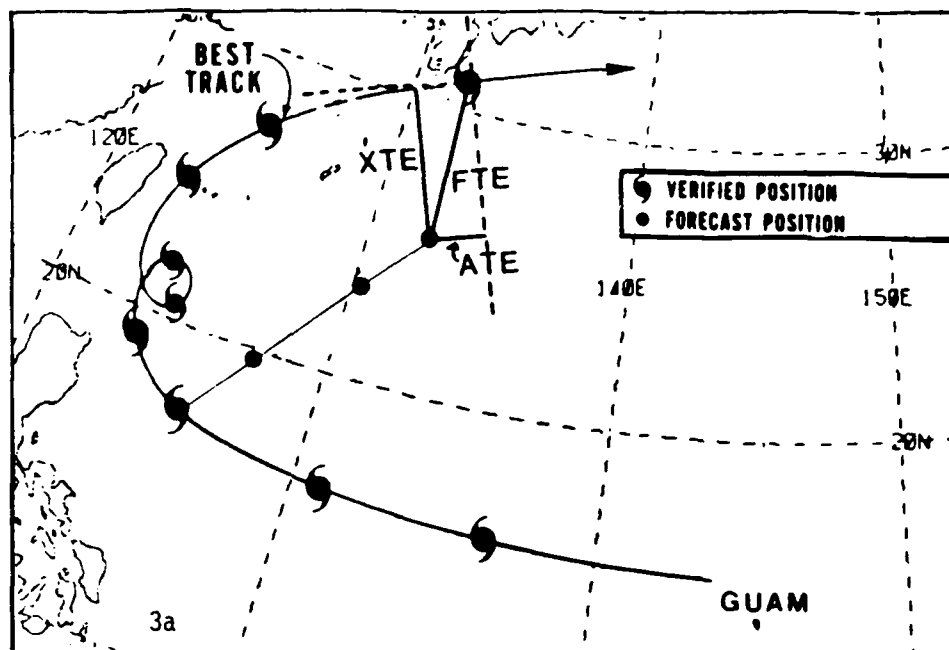 BEST
TRACK
120E
XTE
FTE
30N
VERIFIED POSITION
FORECAST POSITION
ATE
20N
140E
150E
20N
GUAM
3a